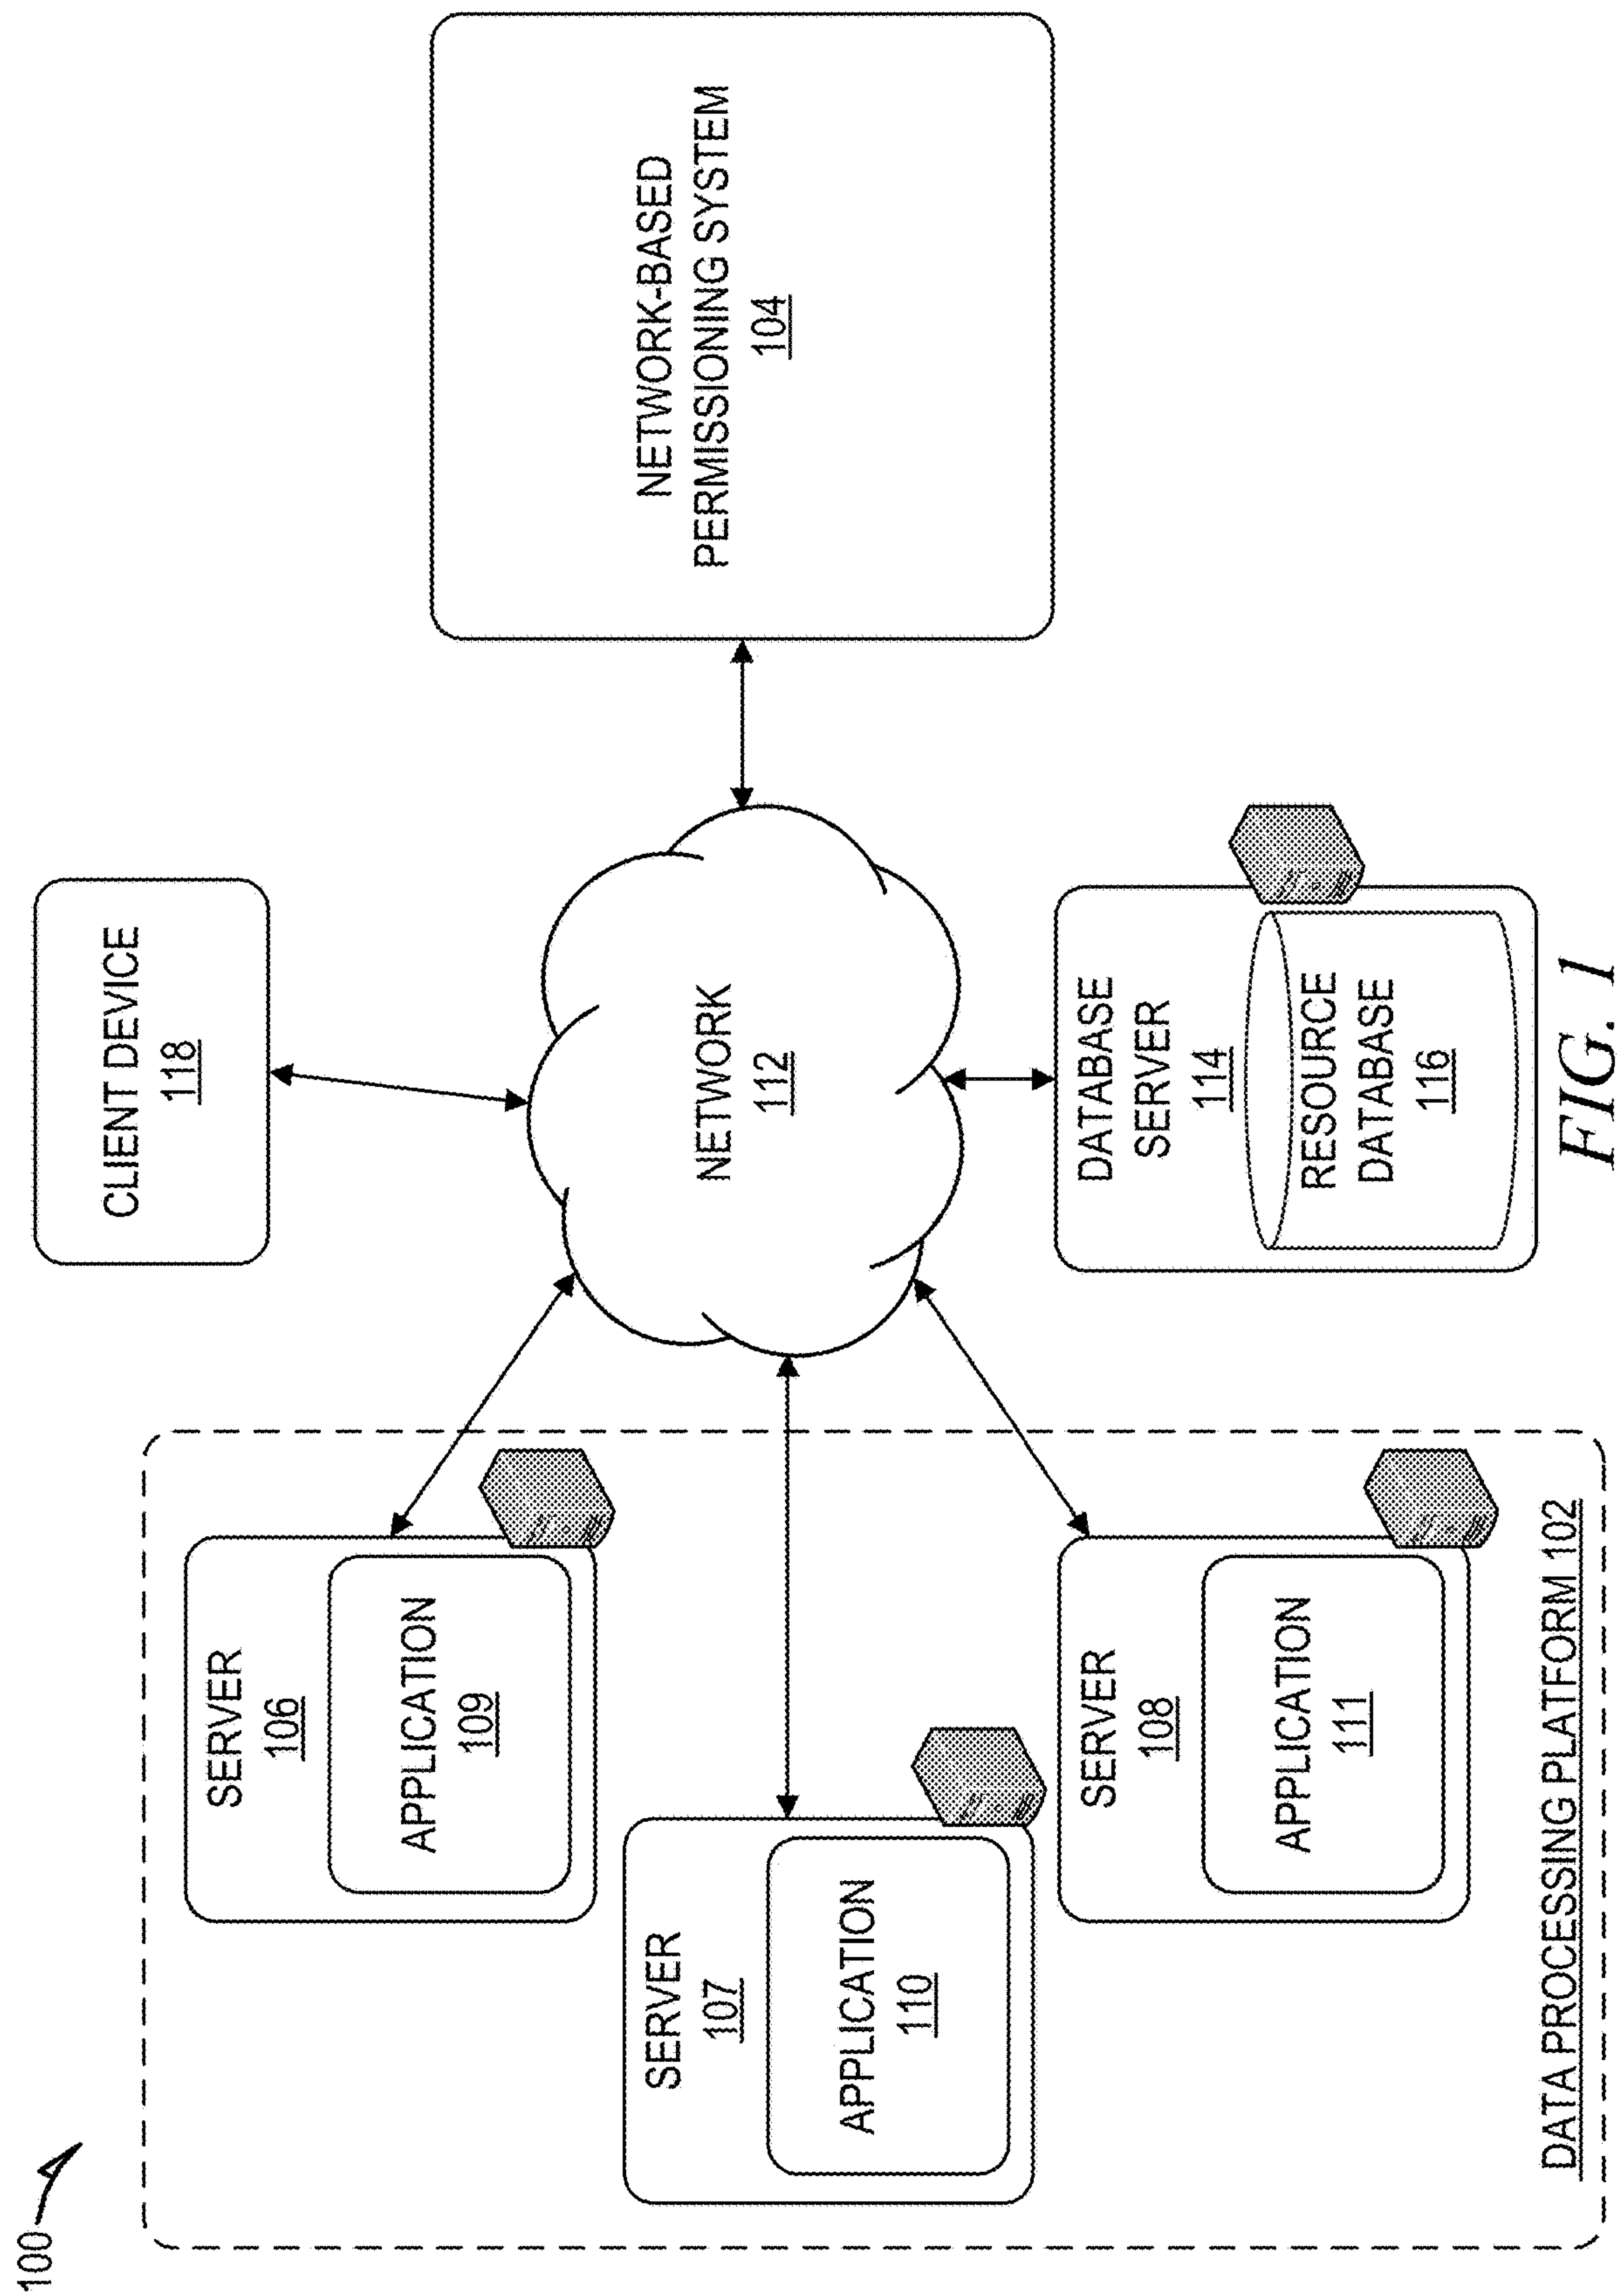 100
SERVER
106
APPLICATION
109
SERVER
107
APPLICATION
110
SERVER
108
APPLICATION
111
DATA PROCESSING PLATFORM 102
CLIENT DEVICE
118
NETWORK
112
DATABASE
SERVER
114
RESOURCE
DATABASE
116
NETWORK-BASED
PERMISSIONING SYSTEM
104
FIG. 1